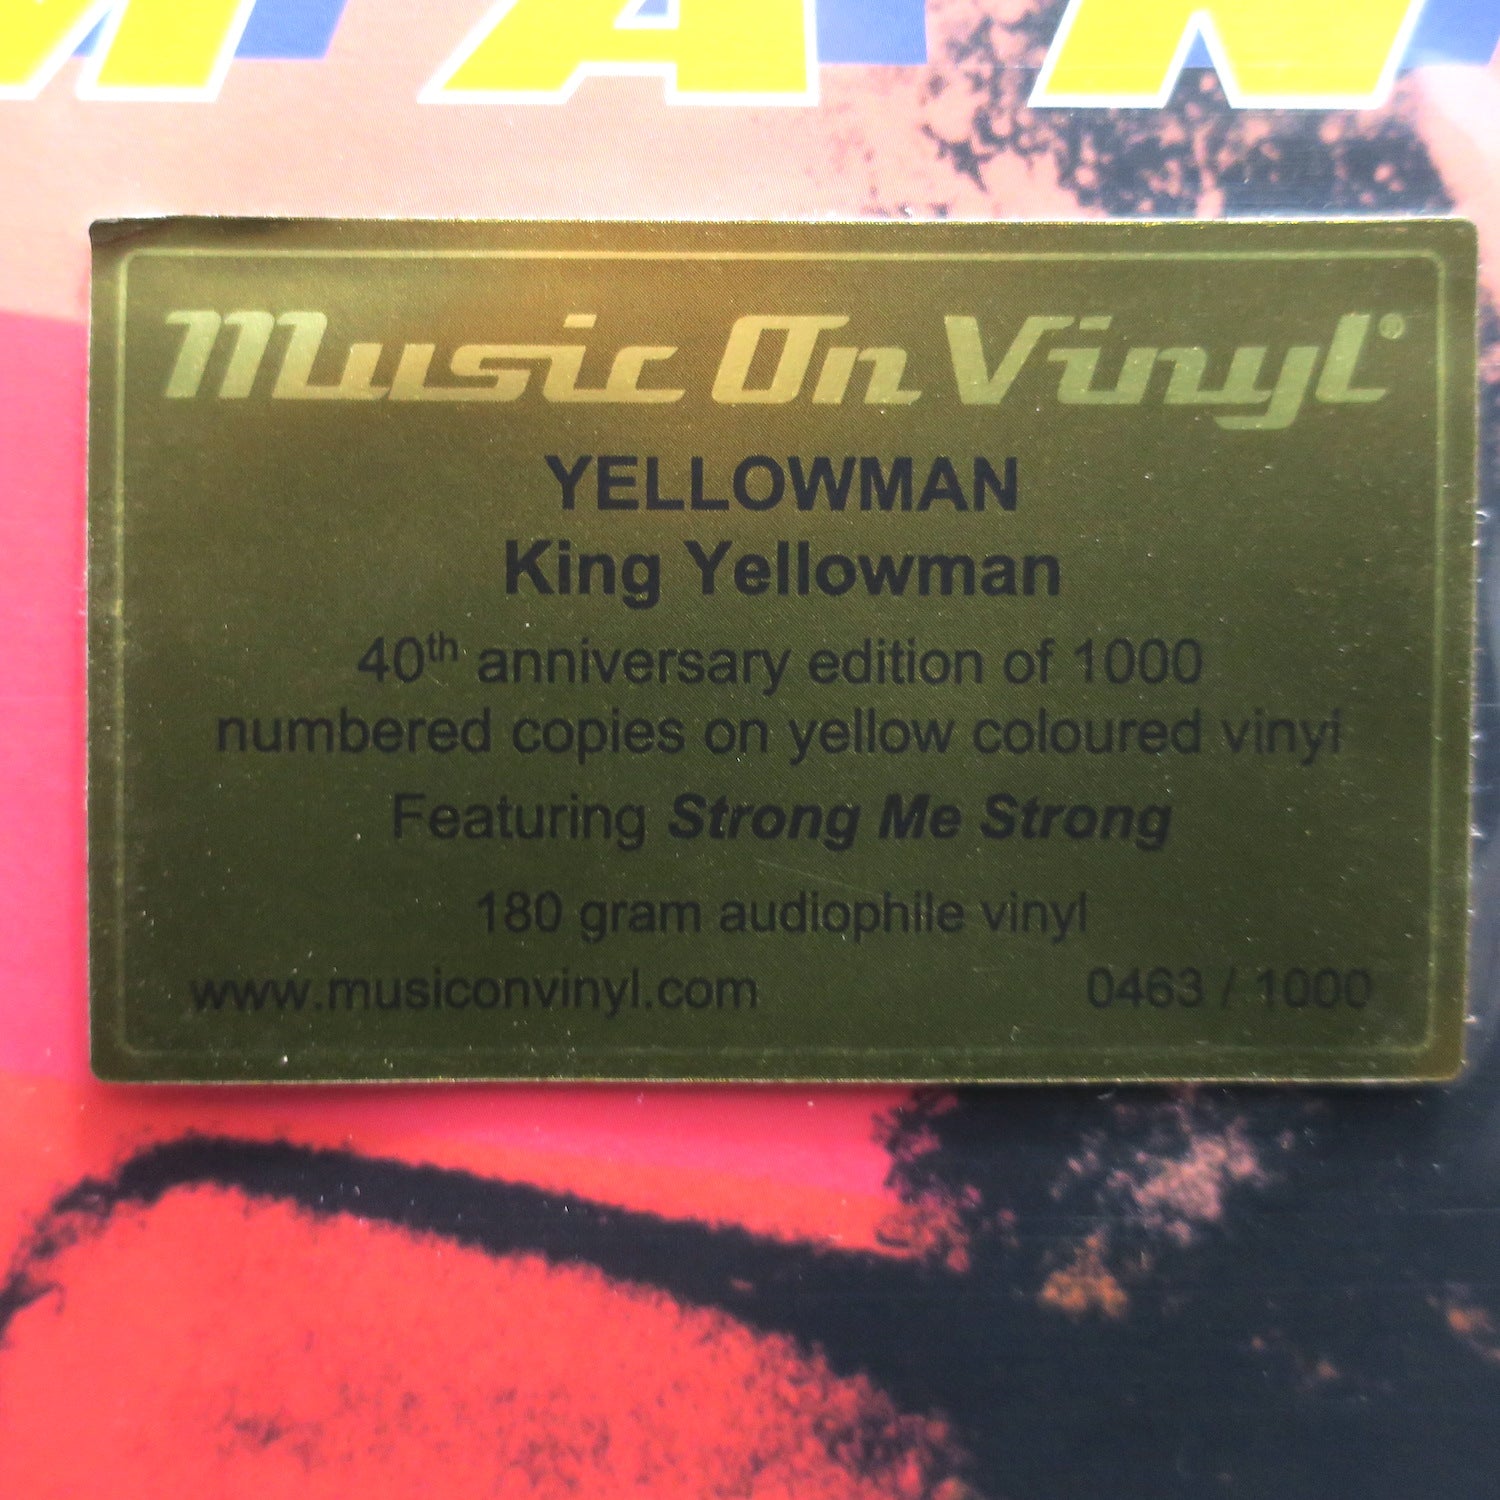 MAN
Music On Vinyl®
YELLOWMAN
King Yellowman
40th anniversary edition of 1000
numbered copies on yellow coloured vinyl
Featuring Strong Me Strong
180 gram audiophile vinyl
www.musiconvinyl.com 0463 / 1000